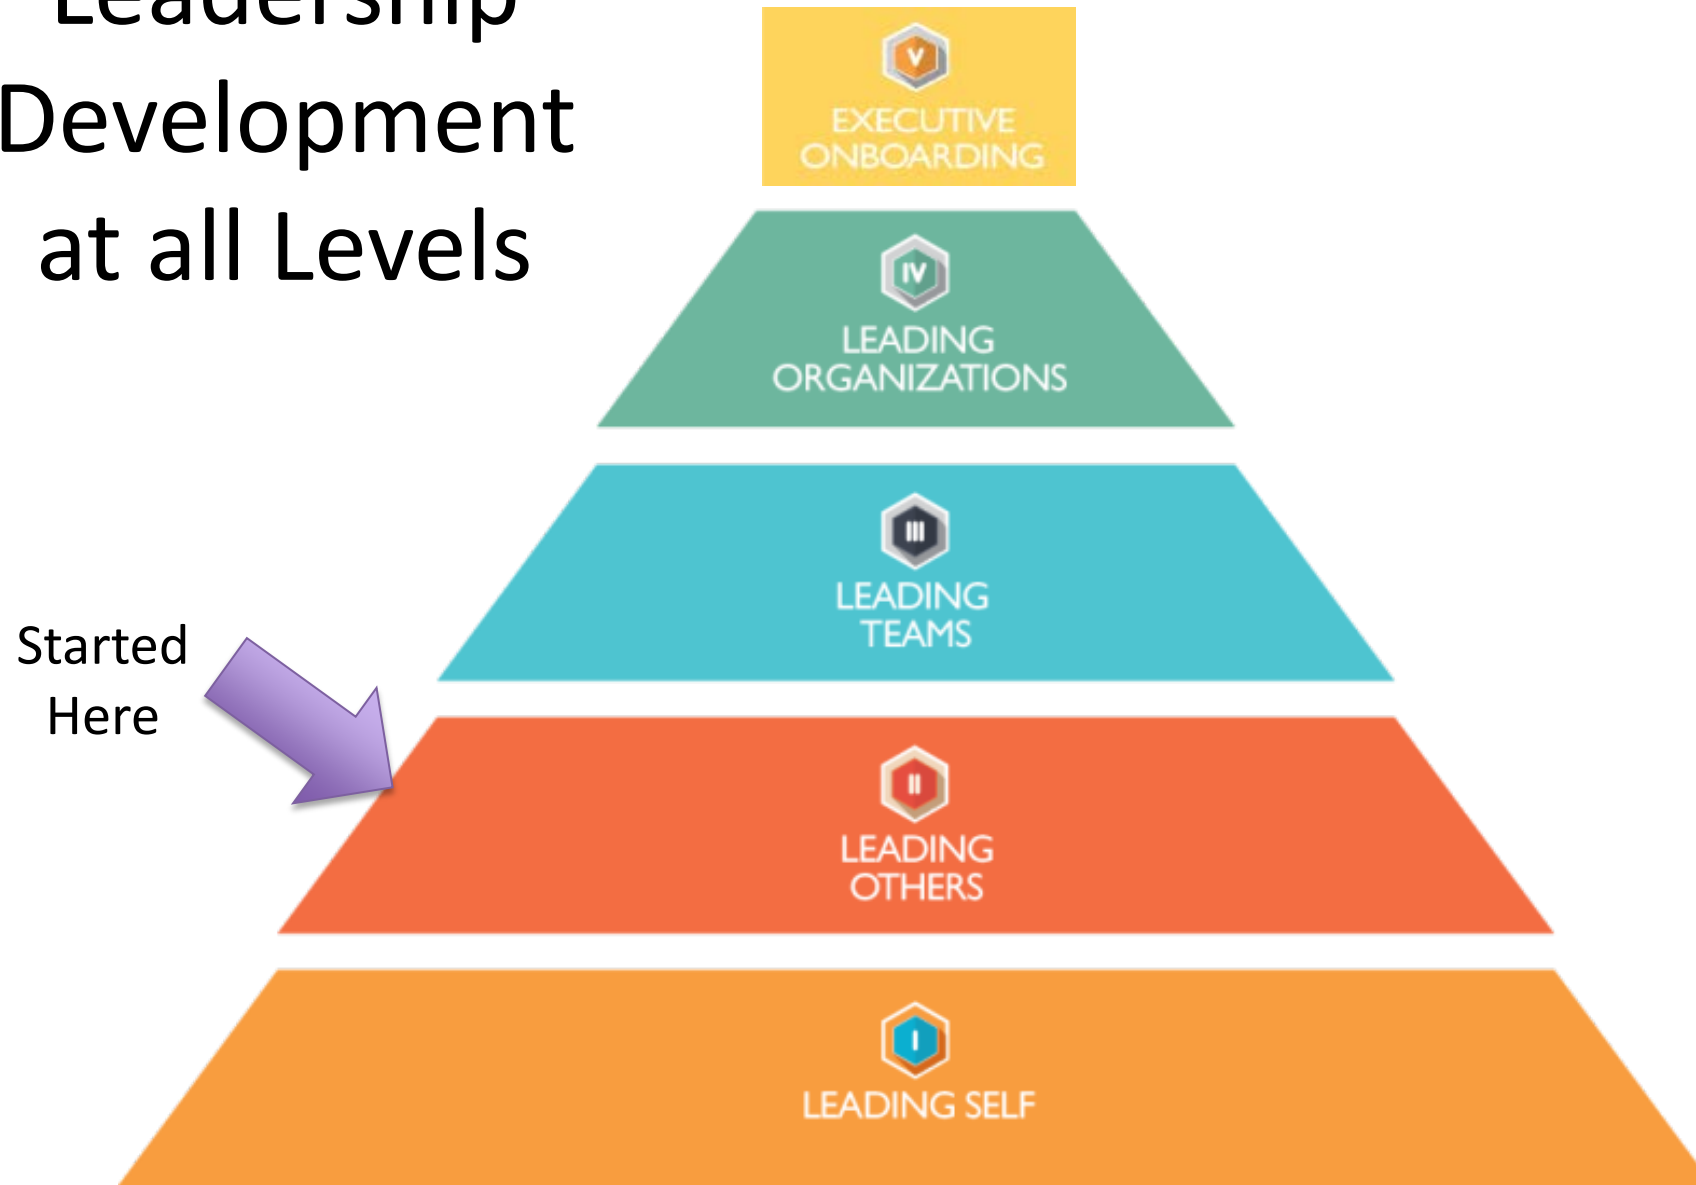 Leadership
Development
at all Levels
V
EXECUTIVE
ONBOARDING
IV
LEADING
ORGANIZATIONS
III
LEADING
TEAMS
Started
Here
II
LEADING
OTHERS
I
LEADING SELF